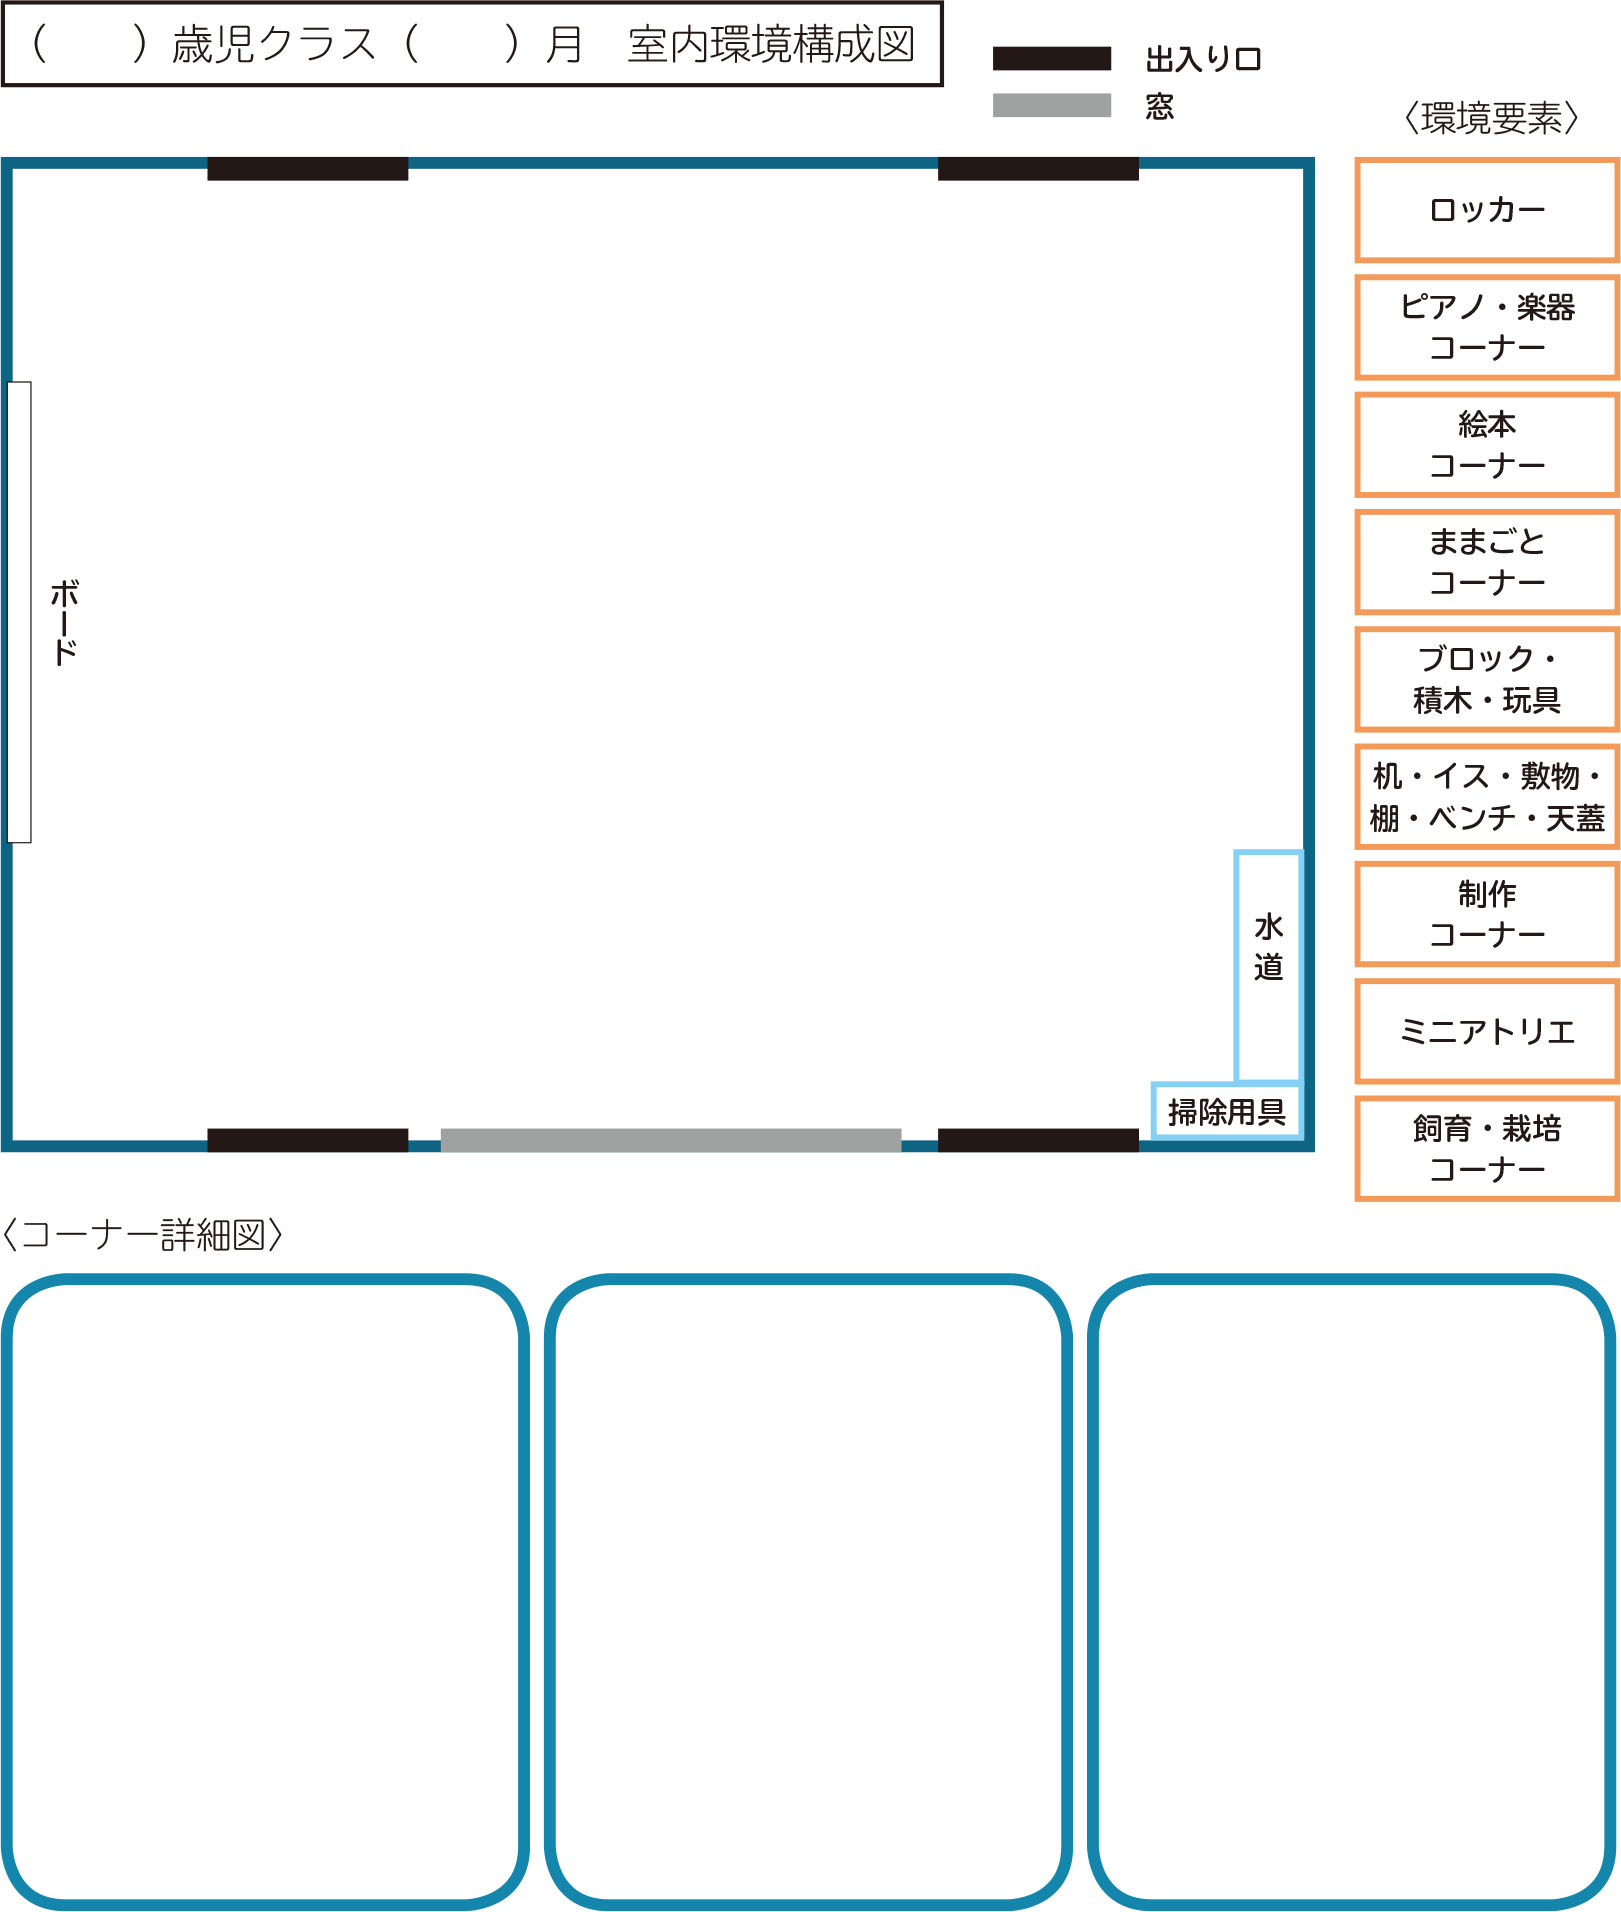 （　　）歳児クラス（　　）月　室内環境構成図
出入り口
窓
〈環境要素〉
ロッカー
ピアノ・楽器
コーナー
絵本
コーナー
ままごと
コーナー
ブロック・
積木・玩具
机・イス・敷物・
棚・ベンチ・天蓋
制作
コーナー
ミニアトリエ
飼育・栽培
コーナー
ボード
水道
掃除用具
〈コーナー詳細図〉